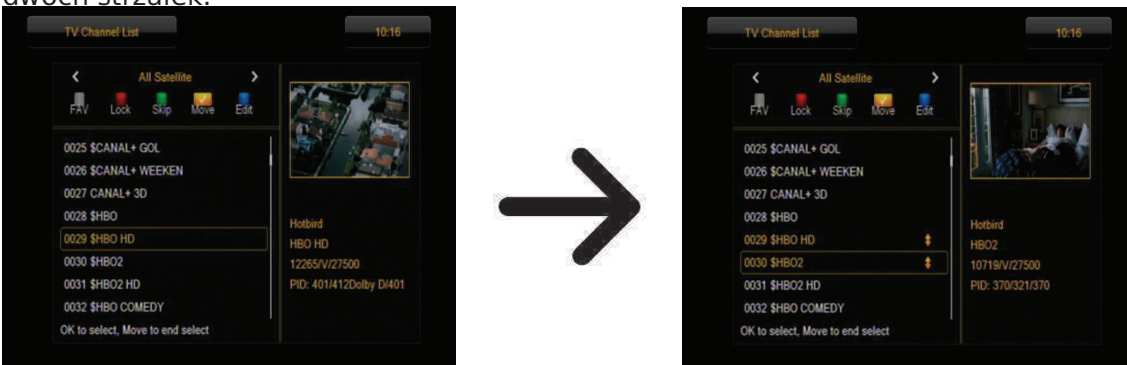 dwóch strzałek.
TV Channel List
10:16
All Satellite
FAV Lock Skip Move Edit
0025 $CANAL+ GOL
0026 $CANAL+ WEEKEN
0027 CANAL+ 3D
0028 $HBO
0029 $HBO HD
0030 $HBO2
0031 $HBO2 HD
0032 $HBO COMEDY
OK to select, Move to end select
Hotbird
HBO HD
12265/V/27500
PID: 401/412Dolby D/401
TV Channel List
10:16
All Satellite
FAV Lock Skip Move Edit
0025 $CANAL+ GOL
0026 $CANAL+ WEEKEN
0027 CANAL+ 3D
0028 $HBO
0029 $HBO HD
0030 $HBO2
0031 $HBO2 HD
0032 $HBO COMEDY
OK to select, Move to end select
Hotbird
HBO2
10719/V/27500
PID: 370/321/370